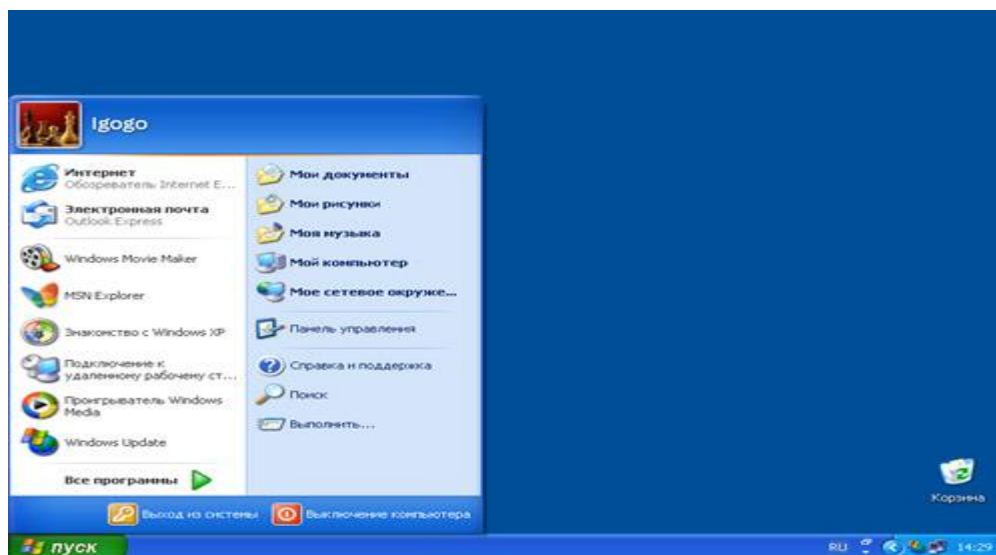 Igogo
Интернет
Обозреватель Internet E...
Электронная почта
Outlook Express
Windows Movie Maker
MSN Explorer
Знакомство с Windows XP
Подключение к
удаленному рабочему ст...
Проигрыватель Windows
Media
Windows Update
Все программы
Мои документы
Мои рисунки
Моя музыка
Мой компьютер
Мое сетевое окруже...
Панель управления
Справка и поддержка
Поиск
Выполнить...
Выход из системы
Выключение компьютера
Корзина
пуск
RU
14:29